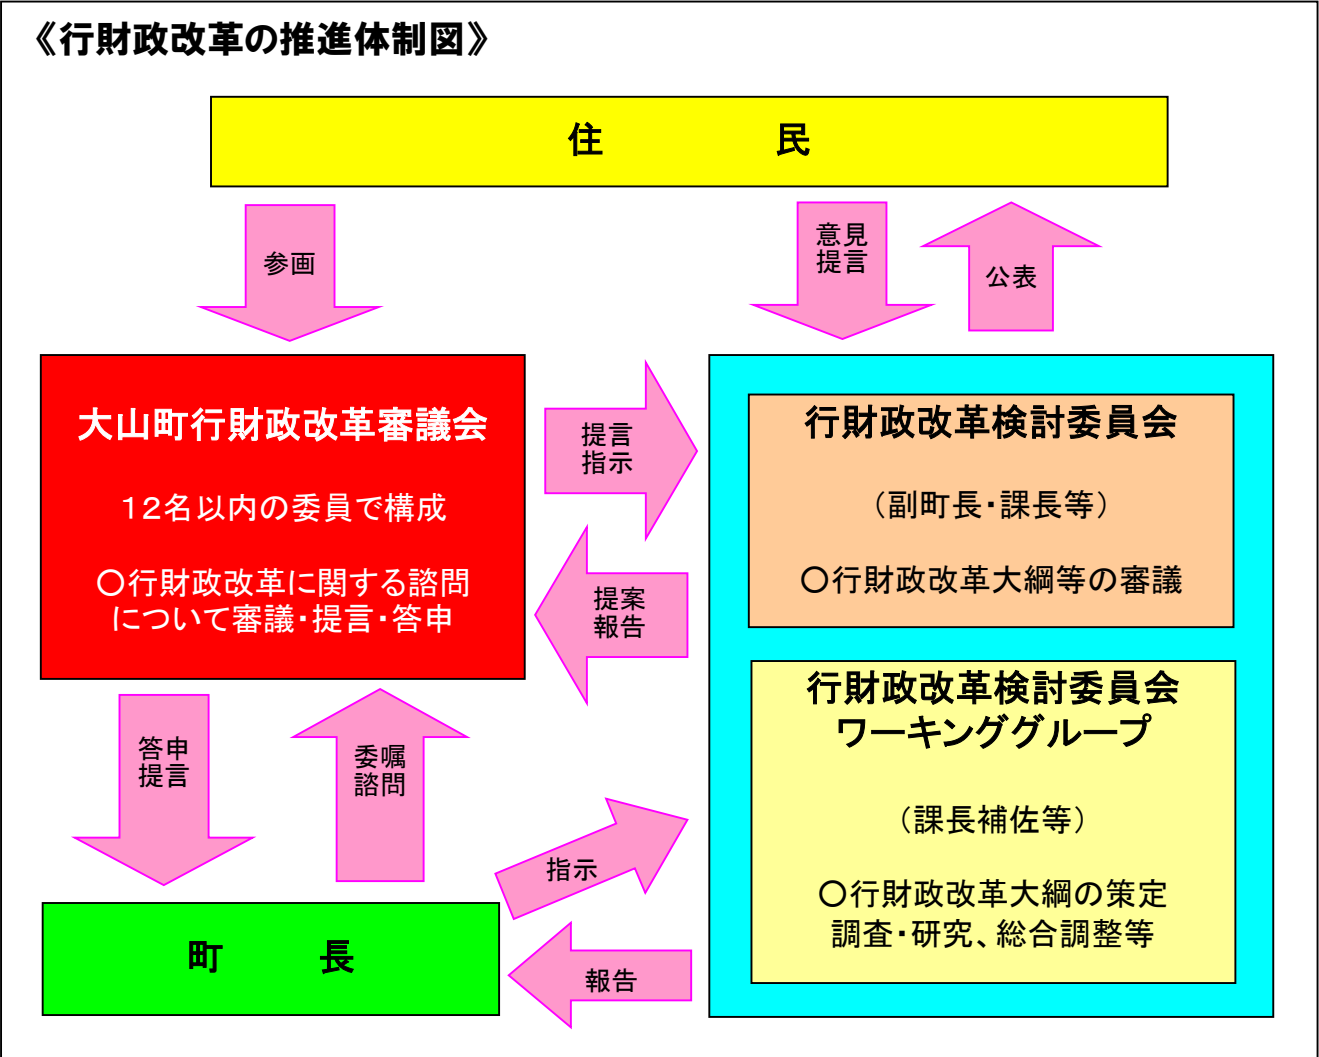 《行財政改革の推進体制図》
住　　　民
参画
意見
提言
公表
大山町行財政改革審議会
１２名以内の委員で構成
〇行財政改革に関する諮問
について審議・提言・答申
提言
指示
提案
報告
行財政改革検討委員会
（副町長・課長等）
〇行財政改革大綱等の審議
行財政改革検討委員会
ワーキンググループ
（課長補佐等）
〇行財政改革大綱の策定
調査・研究、総合調整等
答申
提言
委嘱
諮問
指示
報告
町　　長